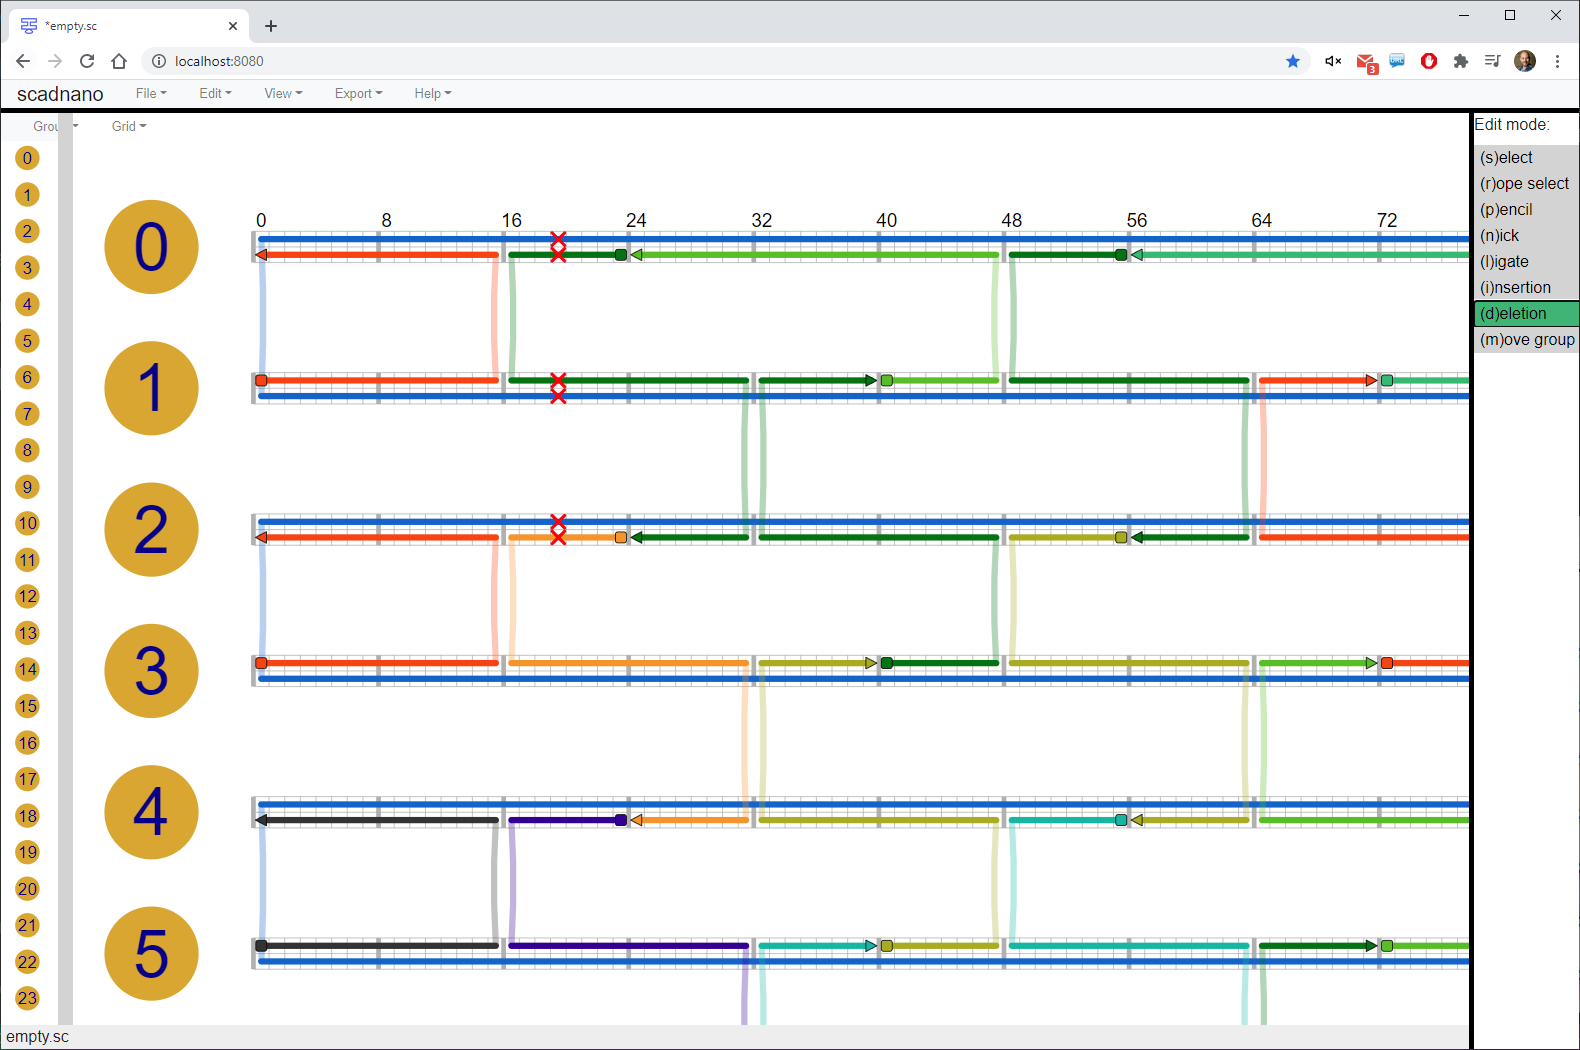 *empty.sc
localhost:8080
3
scadnano File Edit View Export Help
Grid
Edit mode:
(s)elect
(r)ope select
(p)encil
(n)ick
(l)igate
(i)nsertion
(d)eletion
(m)ove group
0
1
2
3
4
5
6
7
8
9
10
11
12
13
14
15
16
17
18
19
20
21
22
23
0 8 16 24 32 40 48 56 64 72
0
1
2
3
4
5
empty.sc